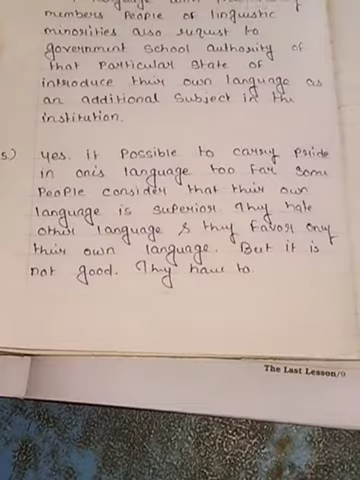 language
members People of linguistic
minorities also request to
government School authority of
that Particular State of
introduce their own language as
an additional Subject in the
institution.
5.) Yes. it Possible to carry Pride
in one's language too far Some
People consider that their own
language is superior. They hate
other language & they Favor only
their own language. But it is
not good. They have to
The Last Lesson/9